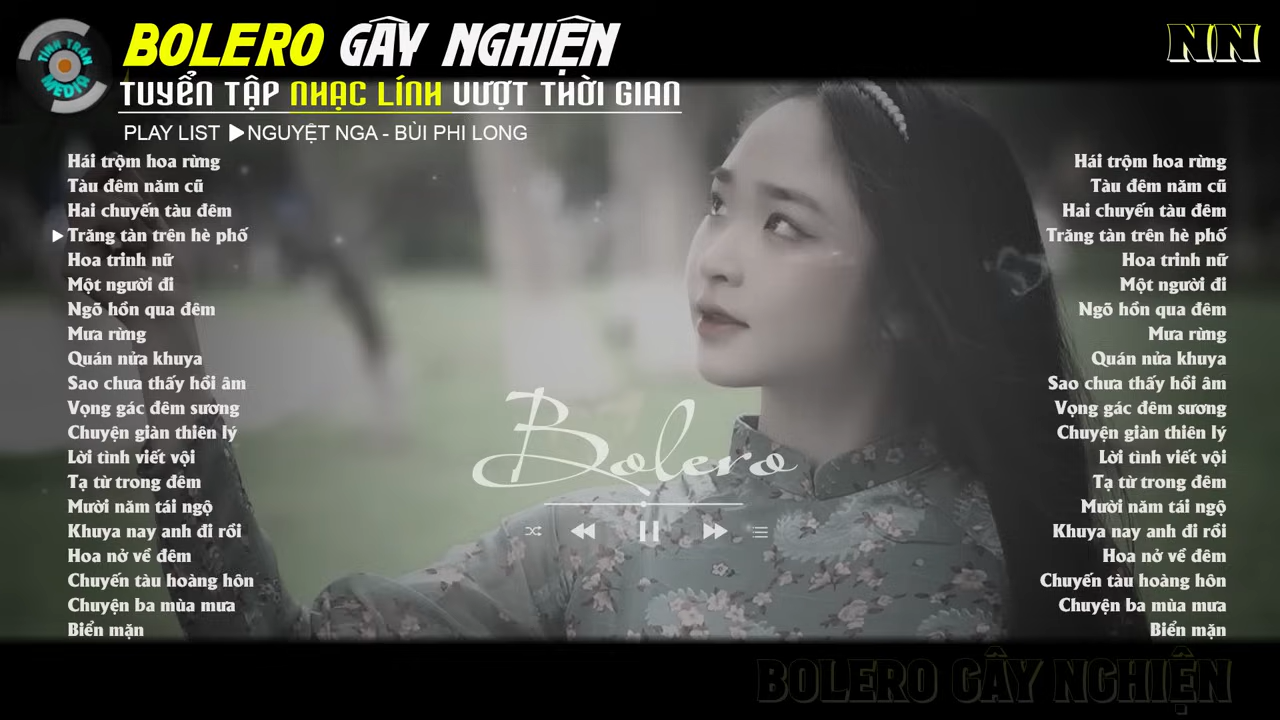 TÌNH TRẦN
MEDIA
BOLERO GÂY NGHIỆN
NN
TUYỂN TẬP NHẠC LÍNH VƯỢT THỜI GIAN
PLAY LIST ▶NGUYỆT NGA - BÙI PHI LONG
Hái trộm hoa rừng
Tàu đêm năm cũ
Hai chuyến tàu đêm
Trăng tàn trên hè phố
Hoa trinh nữ
Một người đi
Ngõ hồn qua đêm
Mưa rừng
Quán nửa khuya
Sao chưa thấy hồi âm
Vọng gác đêm sương
Chuyện giàn thiên lý
Lời tình viết vội
Tạ từ trong đêm
Mười năm tái ngộ
Khuya nay anh đi rồi
Hoa nở về đêm
Chuyến tàu hoàng hôn
Chuyện ba mùa mưa
Biển mặn
Hái trộm hoa rừng
Tàu đêm năm cũ
Hai chuyến tàu đêm
Trăng tàn trên hè phố
Hoa trinh nữ
Một người đi
Ngõ hồn qua đêm
Mưa rừng
Quán nửa khuya
Sao chưa thấy hồi âm
Vọng gác đêm sương
Chuyện giàn thiên lý
Lời tình viết vội
Tạ từ trong đêm
Mười năm tái ngộ
Khuya nay anh đi rồi
Hoa nở về đêm
Chuyến tàu hoàng hôn
Chuyện ba mùa mưa
Biển mặn
Bolero
BOLERO GÂY NGHIỆN